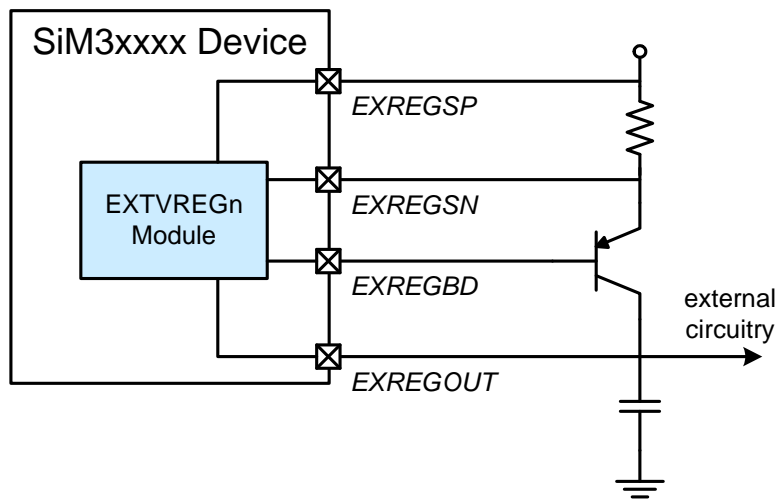 SiM3xxxx Device
EXREGSP
EXTVREGn
Module
EXREGSN
EXREGBD
external
circuitry
EXREGOUT